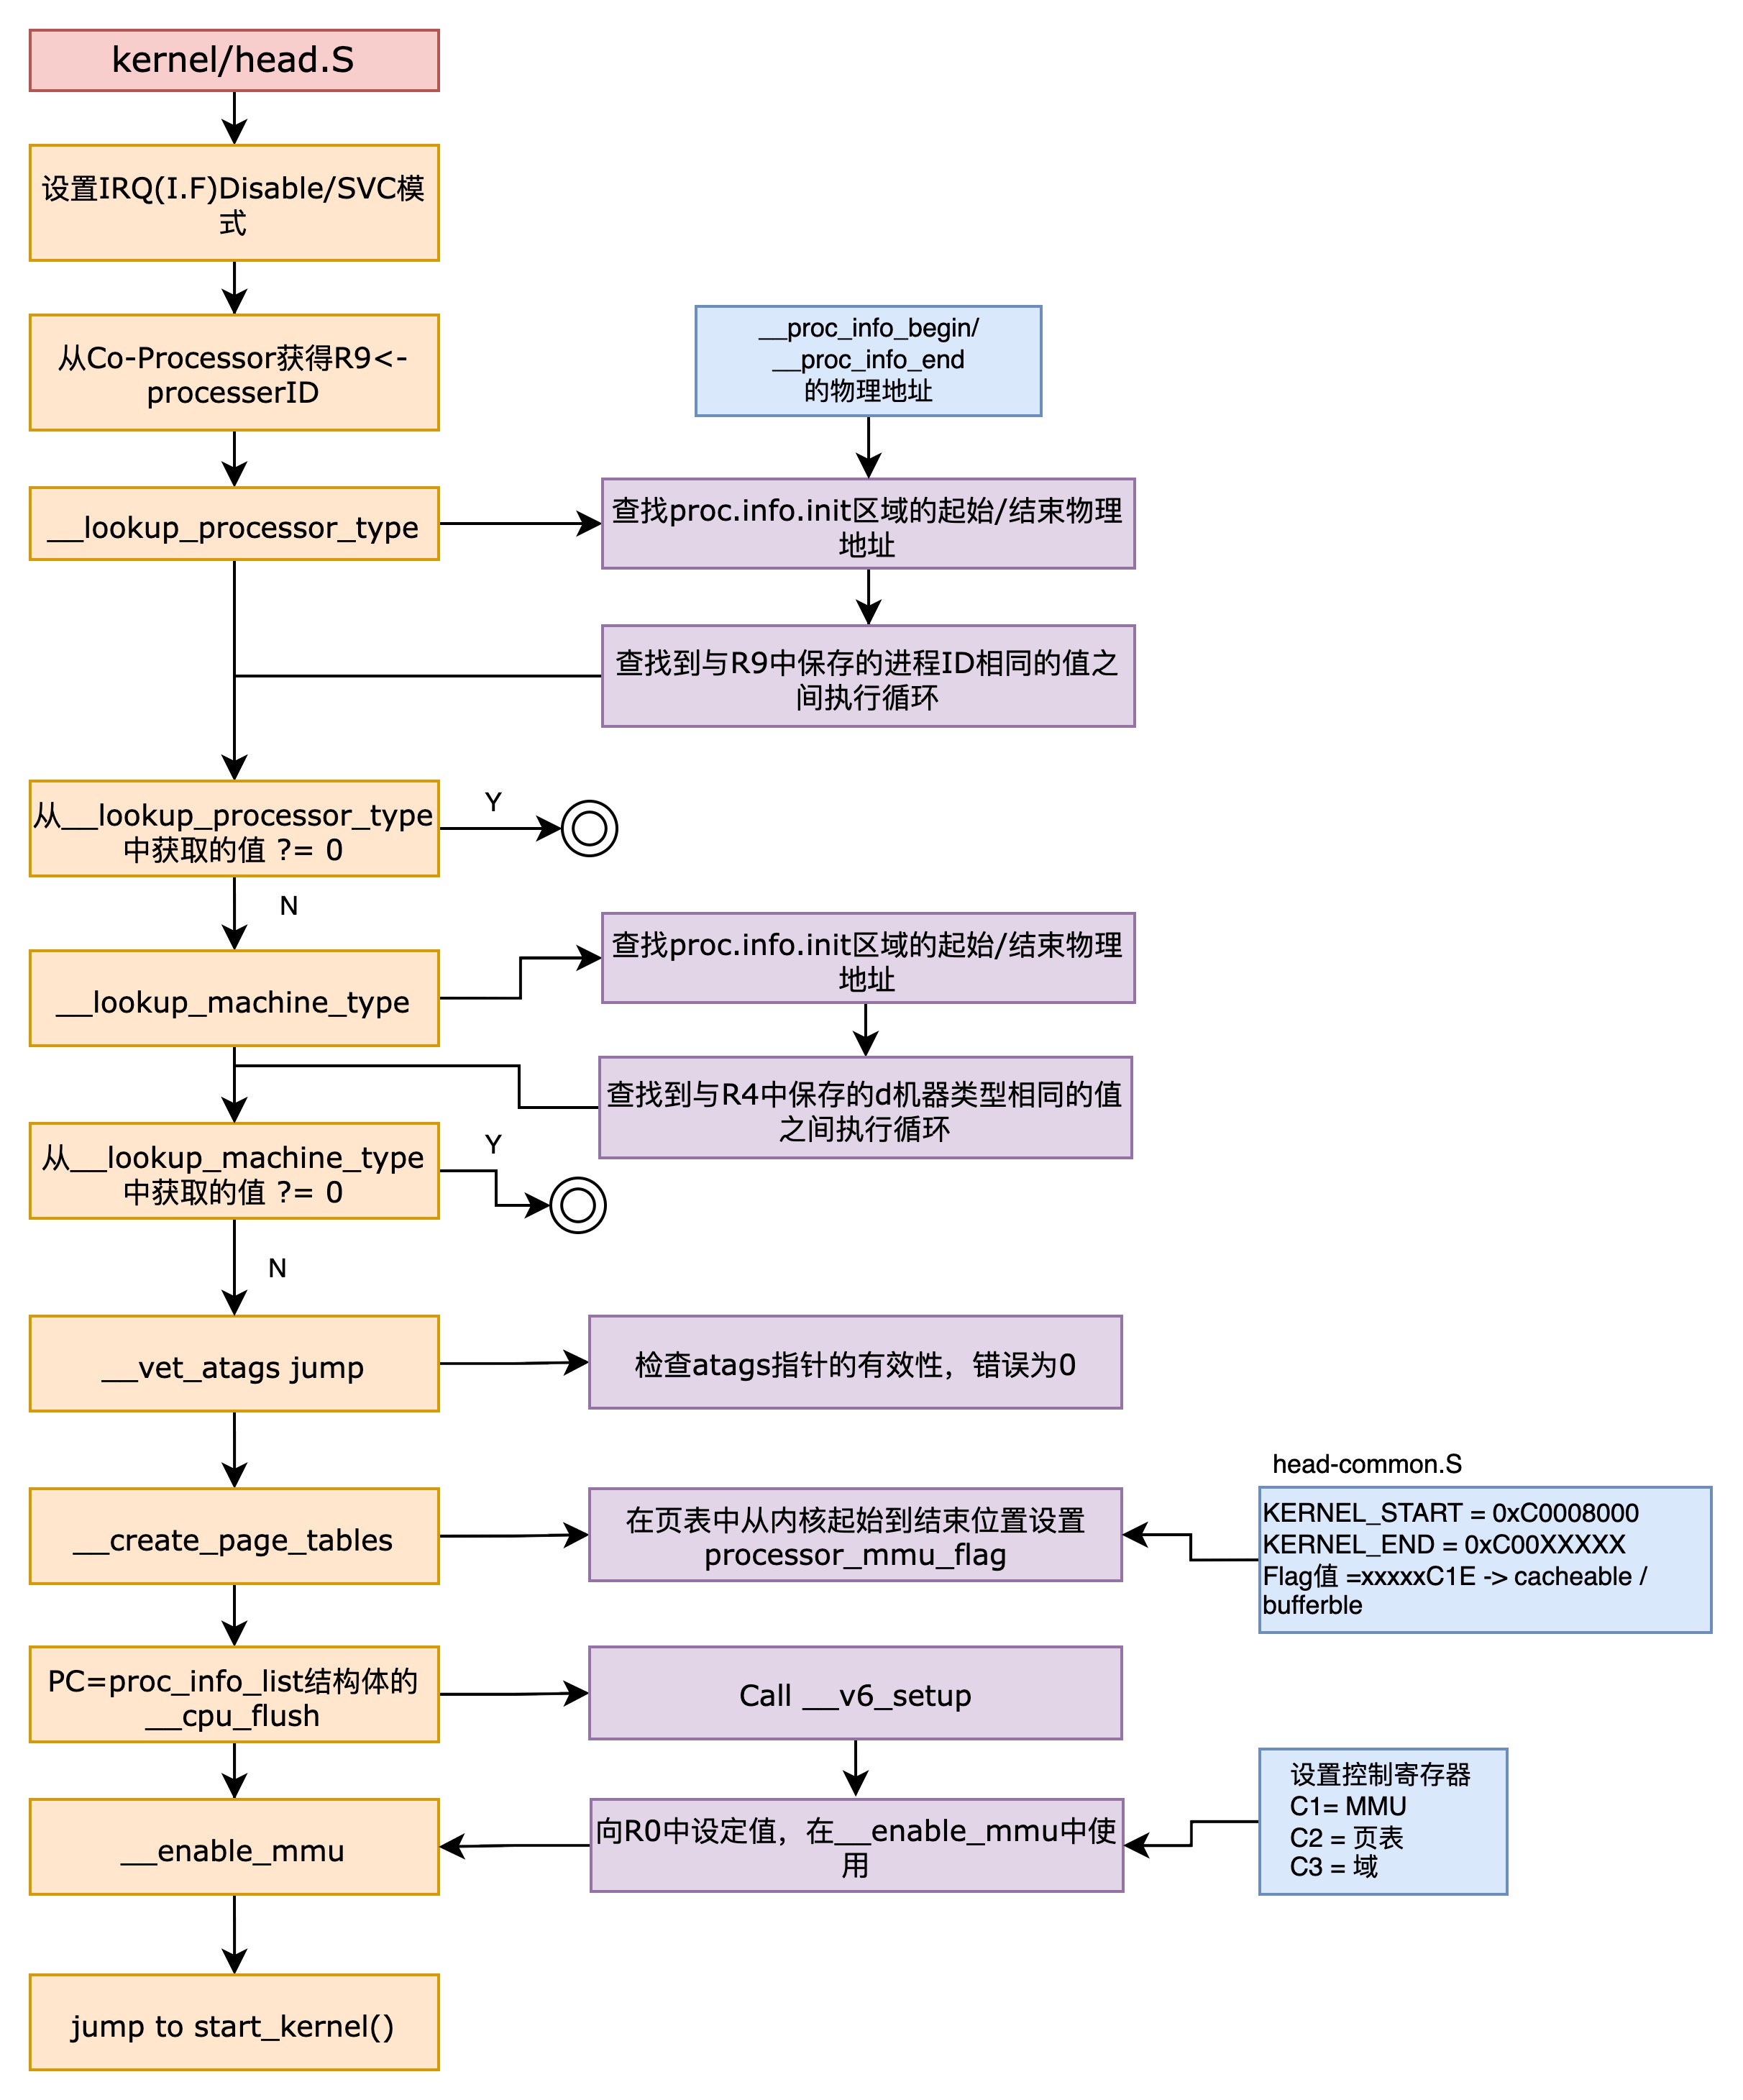 kernel/head.S
设置IRQ(I.F)Disable/SVC模
式
从Co-Processor获得R9<-
processerID
__proc_info_begin/
__proc_info_end
的物理地址
__lookup_processor_type
查找proc.info.init区域的起始/结束物理
地址
查找到与R9中保存的进程ID相同的值之
间执行循环
从__lookup_processor_type
中获取的值 ?= 0
Y
N
__lookup_machine_type
查找proc.info.init区域的起始/结束物理
地址
查找到与R4中保存的d机器类型相同的值
之间执行循环
从__lookup_machine_type
中获取的值 ?= 0
Y
N
__vet_atags jump
检查atags指针的有效性，错误为0
__create_page_tables
在页表中从内核起始到结束位置设置
processor_mmu_flag
head-common.S
KERNEL_START = 0xC0008000
KERNEL_END = 0xC00XXXXX
Flag值 =xxxxxC1E -> cacheable /
bufferble
PC=proc_info_list结构体的
__cpu_flush
Call __v6_setup
__enable_mmu
向R0中设定值，在__enable_mmu中使
用
设置控制寄存器
C1= MMU
C2 = 页表
C3 = 域
jump to start_kernel()